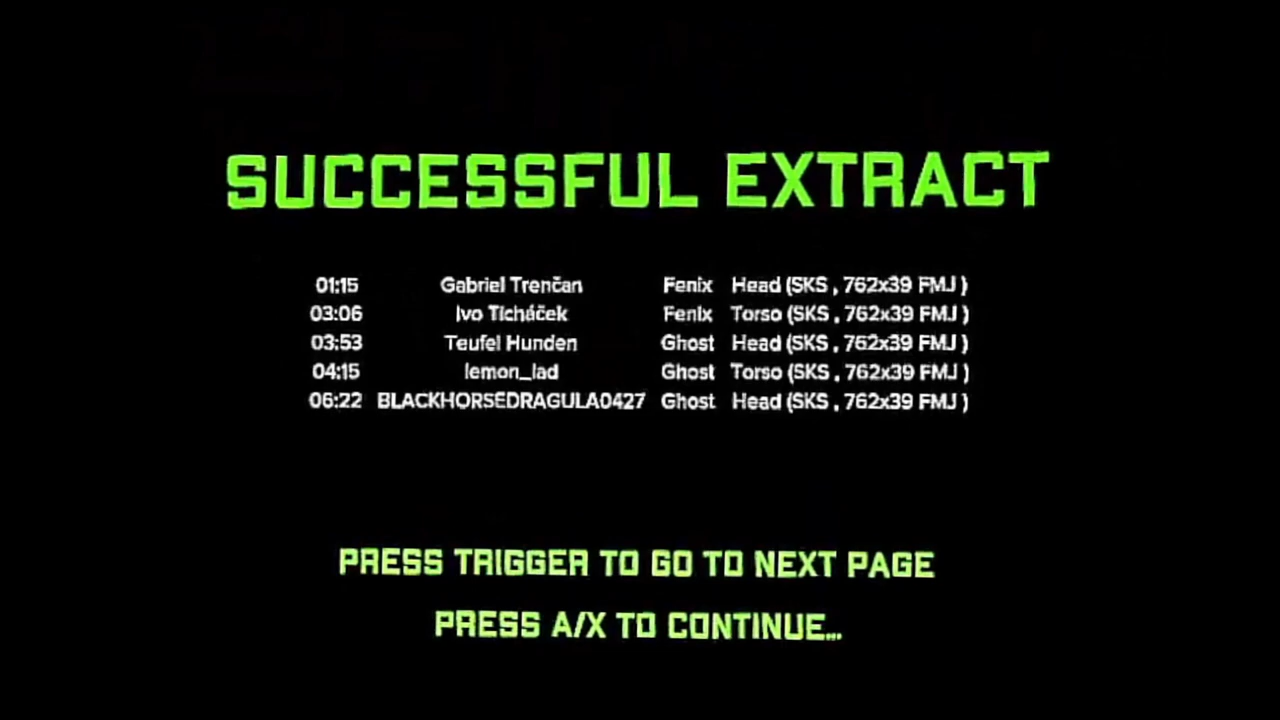 SUCCESSFUL EXTRACT
01:15 Gabriel Trenčan Fenix Head (SKS , 762x39 FMJ )
03:06 Ivo Ticháček Fenix Torso (SKS , 762x39 FMJ )
03:53 Teufel Hunden Ghost Head (SKS , 762x39 FMJ )
04:15 lemon_lad Ghost Torso (SKS , 762x39 FMJ )
06:22 BLACKHORSEDRAGULA0427 Ghost Head (SKS , 762x39 FMJ )
PRESS TRIGGER TO GO TO NEXT PAGE
PRESS A/X TO CONTINUE...